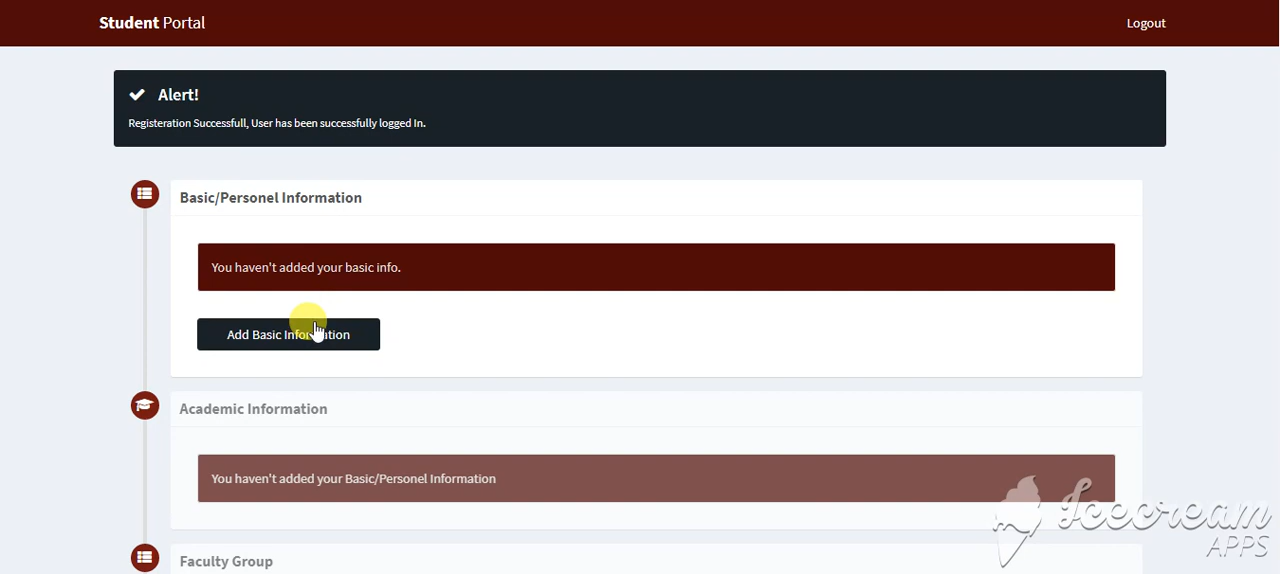 Student Portal
Logout
Alert!
Registeration Successfull, User has been successfully logged In.
Basic/Personel Information
You haven't added your basic info.
Add Basic Information
Academic Information
You haven't added your Basic/Personel Information
Icecream
APPS
Faculty Group